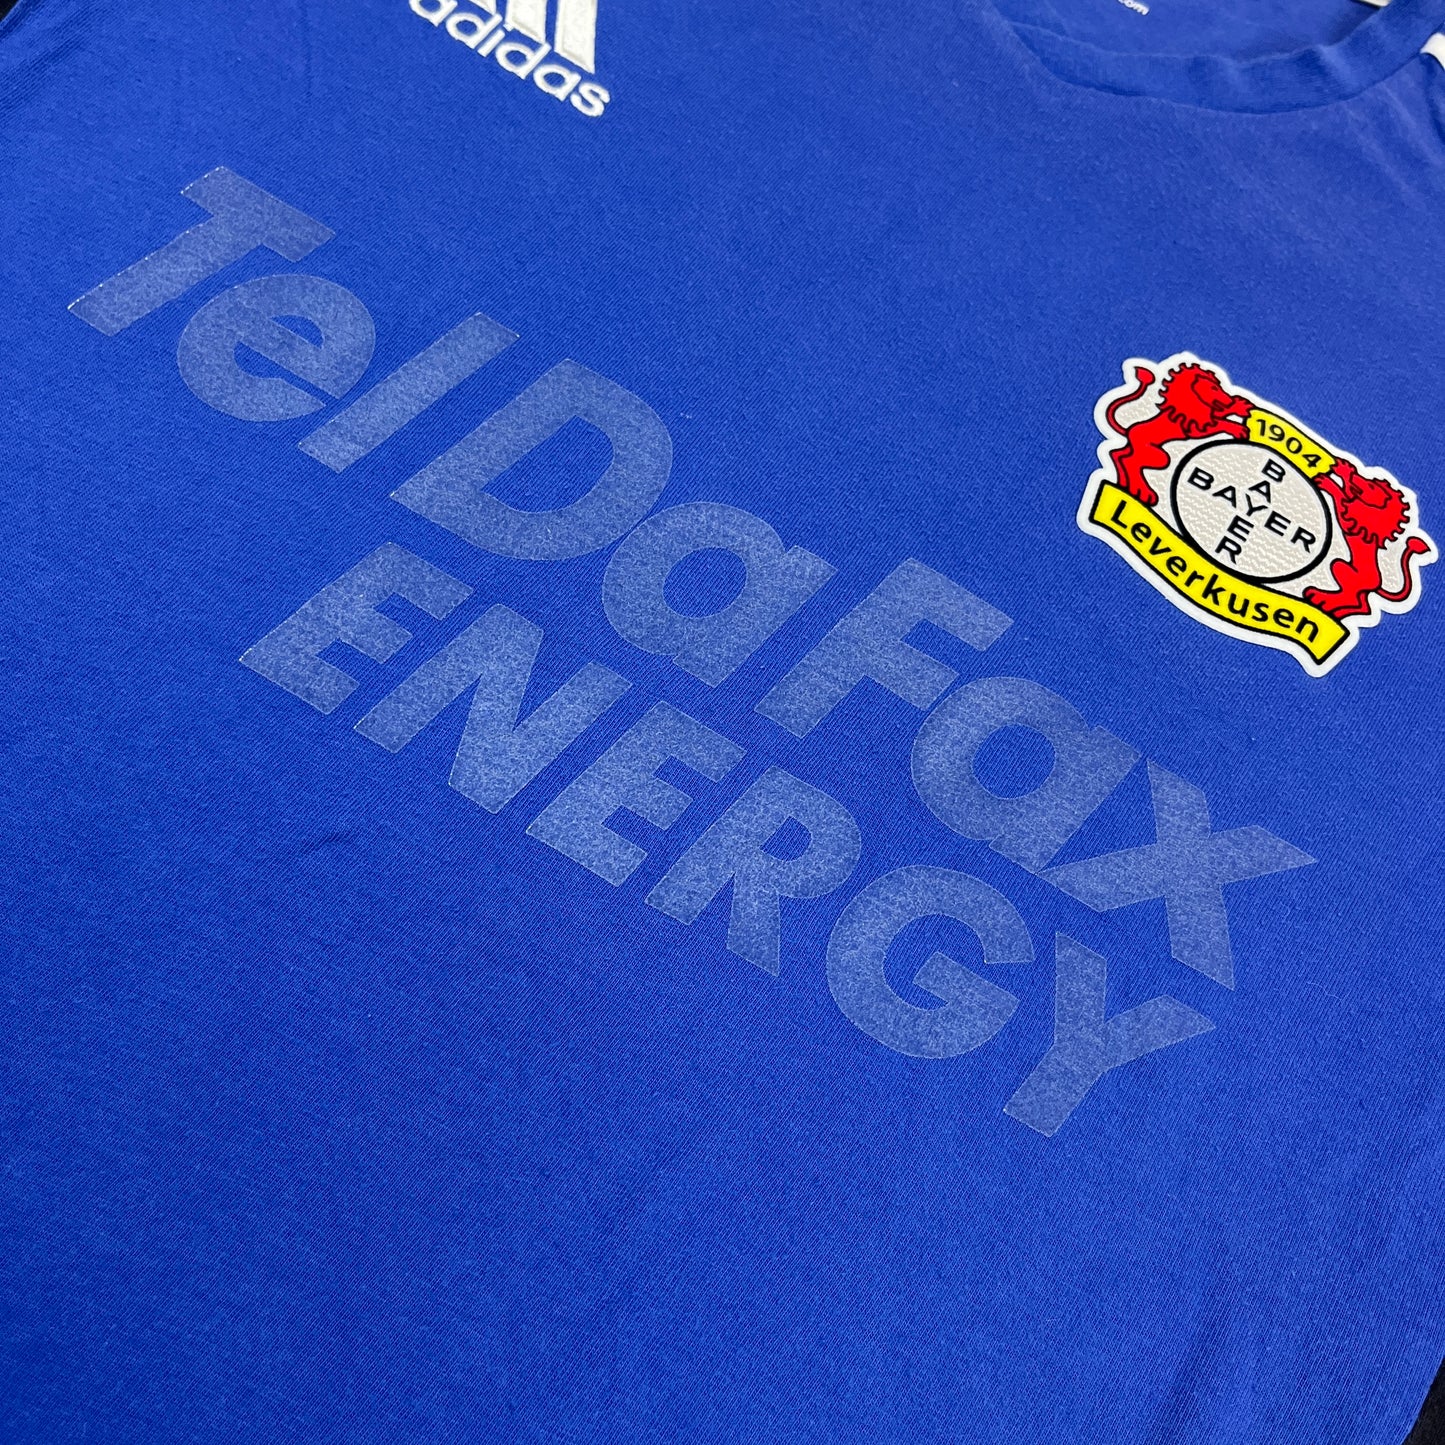 adidas
TelDaFax
ENERGY
1904
BAYER
BAYER
Leverkusen